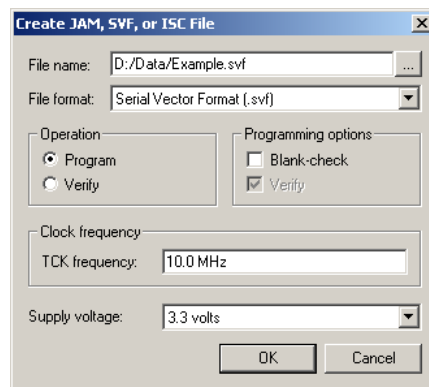 Create JAM, SVF, or ISC File
File name: D:/Data/Example.svf ...
File format: Serial Vector Format (.svf)
Operation
Program
Verify
Programming options
Blank-check
Verify
Clock frequency
TCK frequency: 10.0 MHz
Supply voltage: 3.3 volts
OK Cancel